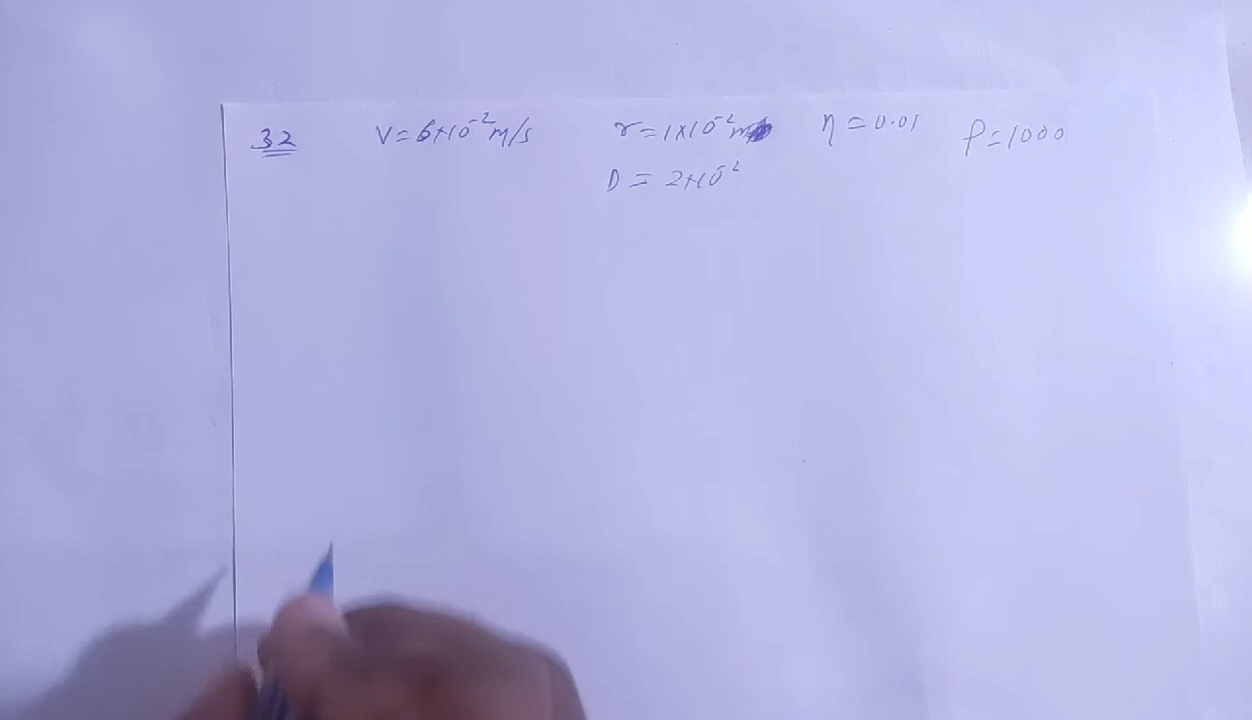 32 V = 6×10⁻² m/s r = 1×10⁻² m η = 0.01 ρ = 1000
D = 2×10⁻²